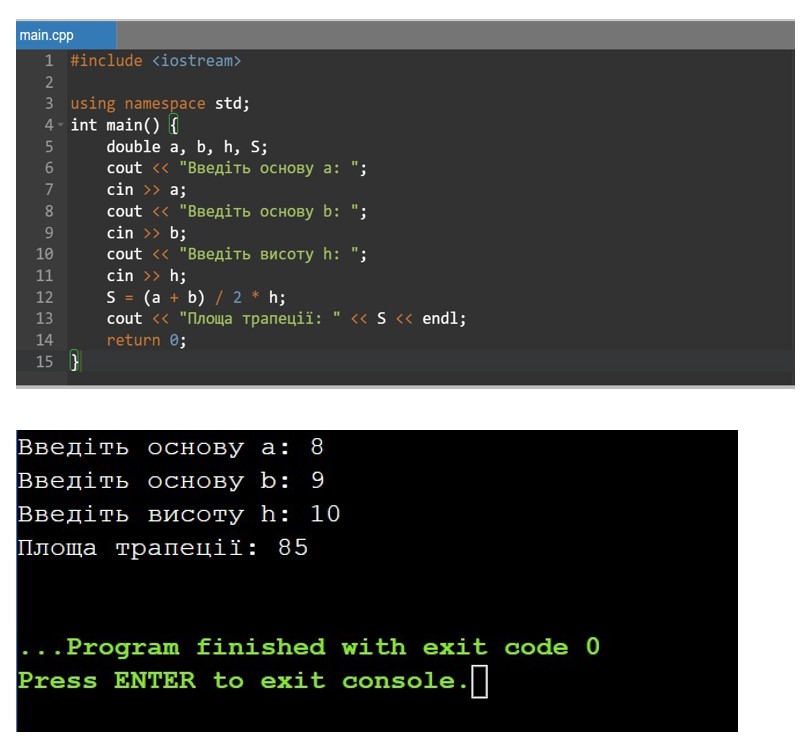 main.cpp
1 #include <iostream>
2
3 using namespace std;
4 int main() {
5 double a, b, h, S;
6 cout << "Введіть основу a: ";
7 cin >> a;
8 cout << "Введіть основу b: ";
9 cin >> b;
10 cout << "Введіть висоту h: ";
11 cin >> h;
12 S = (a + b) / 2 * h;
13 cout << "Площа трапеції: " << S << endl;
14 return 0;
15 }
Введіть основу a: 8
Введіть основу b: 9
Введіть висоту h: 10
Площа трапеції: 85
...Program finished with exit code 0
Press ENTER to exit console.